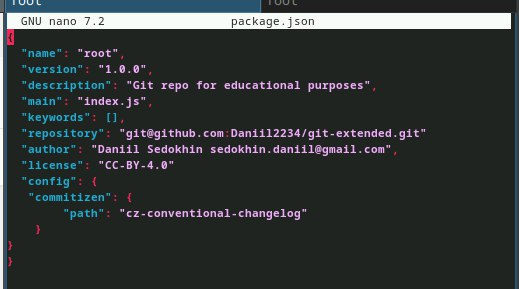 root root
GNU nano 7.2 package.json
{
"name": "root",
"version": "1.0.0",
"description": "Git repo for educational purposes",
"main": "index.js",
"keywords": [],
"repository": "git@github.com:Daniil2234/git-extended.git"
"author": "Daniil Sedokhin sedokhin.daniil@gmail.com",
"license": "CC-BY-4.0"
"config": {
"commitizen": {
"path": "cz-conventional-changelog"
}
}
}